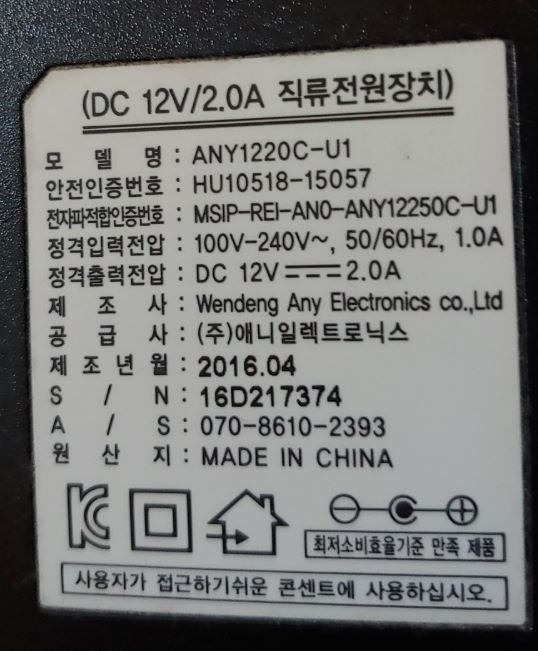 (DC 12V/2.0A 직류전원장치)
모 델 명 : ANY1220C-U1
안전인증번호 : HU10518-15057
전자파적합인증번호 : MSIP-REI-AN0-ANY12250C-U1
정격입력전압 : 100V-240V~, 50/60Hz, 1.0A
정격출력전압 : DC 12V⎓2.0A
제 조 사 : Wendeng Any Electronics co.,Ltd
공 급 사 : (주)애니일렉트로닉스
제 조 년 월 : 2016.04
S / N : 16D217374
A / S : 070-8610-2393
원 산 지 : MADE IN CHINA
최저소비효율기준 만족 제품
사용자가 접근하기쉬운 콘센트에 사용하십시오.